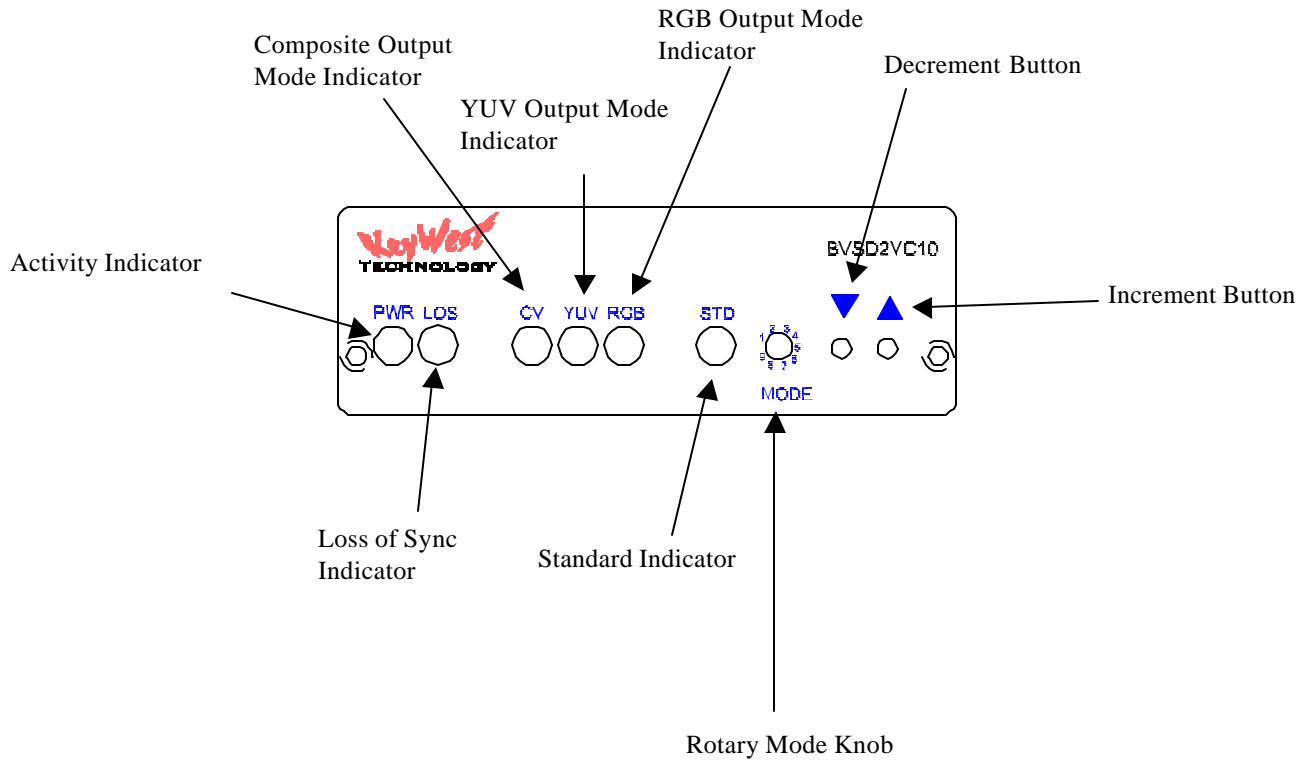 RGB Output Mode
Indicator
Composite Output
Mode Indicator
Decrement Button
YUV Output Mode
Indicator
KeyWest
TECHNOLOGY
BVSD2VC10
Activity Indicator
Increment Button
PWR LOS CV YUV RGB STD
MODE
Loss of Sync
Indicator
Standard Indicator
Rotary Mode Knob